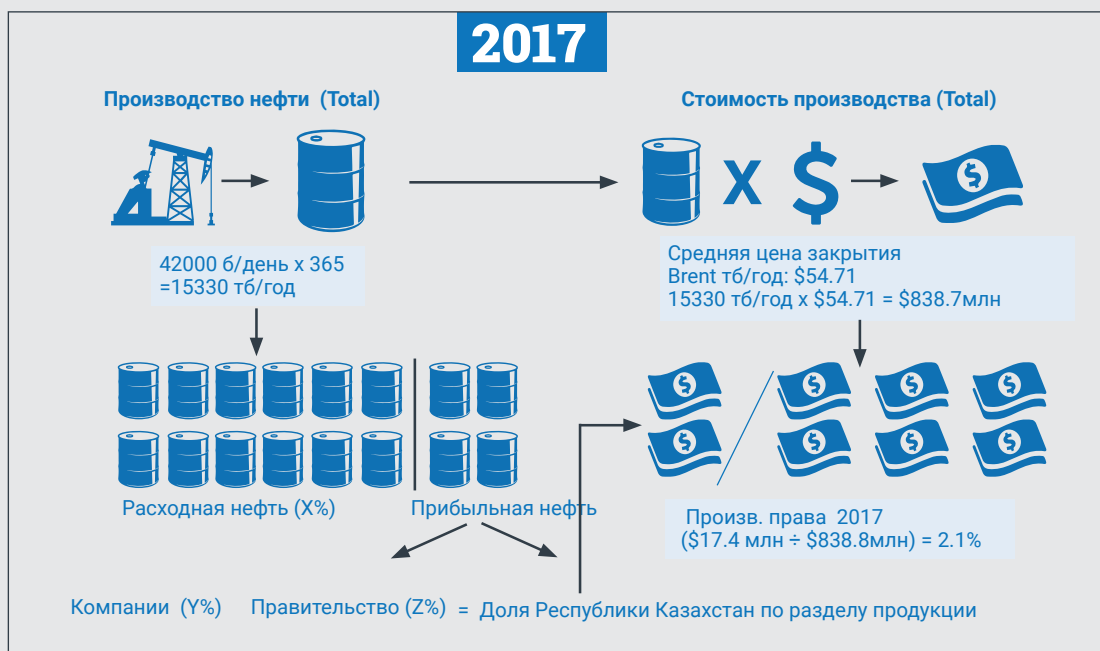 2017
Производство нефти (Total)
Стоимость производства (Total)
X
$
$
42000 б/день x 365
=15330 тб/год
Средняя цена закрытия
Brent тб/год: $54.71
15330 тб/год x $54.71 = $838.7млн
$ $ $ $
$ $ $ $
Расходная нефть (X%)
Прибыльная нефть
Произв. права 2017
($17.4 млн ÷ $838.8млн) = 2.1%
Компании (Y%) Правительство (Z%) = Доля Республики Казахстан по разделу продукции